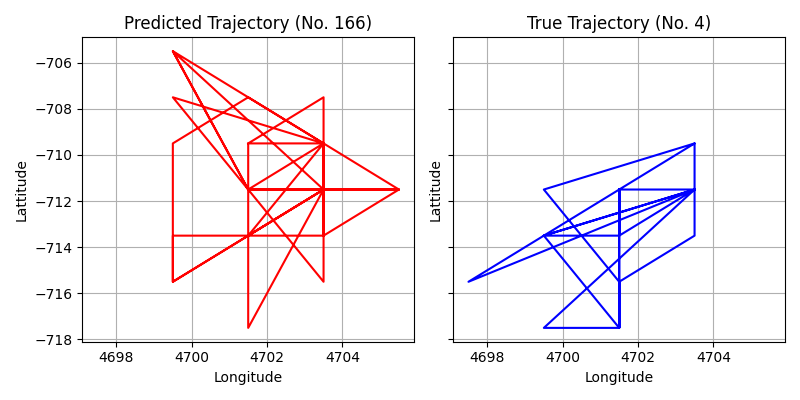 Predicted Trajectory (No. 166)
True Trajectory (No. 4)
Lattitude
−706
−708
−710
−712
−714
−716
−718
4698
4700
4702
4704
Longitude
Lattitude
4698
4700
4702
4704
Longitude